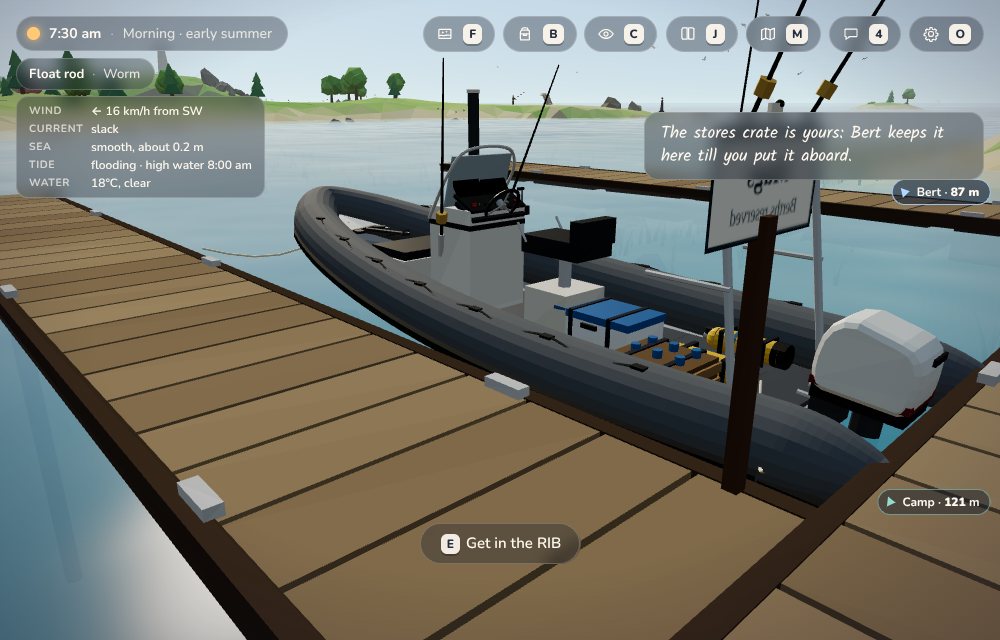 7:30 am · Morning · early summer
F
B
C
J
M
4
O
Float rod · Worm
WIND ← 16 km/h from SW
CURRENT slack
SEA smooth, about 0.2 m
TIDE flooding · high water 8:00 am
WATER 18°C, clear
The stores crate is yours: Bert keeps it
here till you put it aboard.
Bert · 87 m
Berths reserved
Camp · 121 m
E Get in the RIB